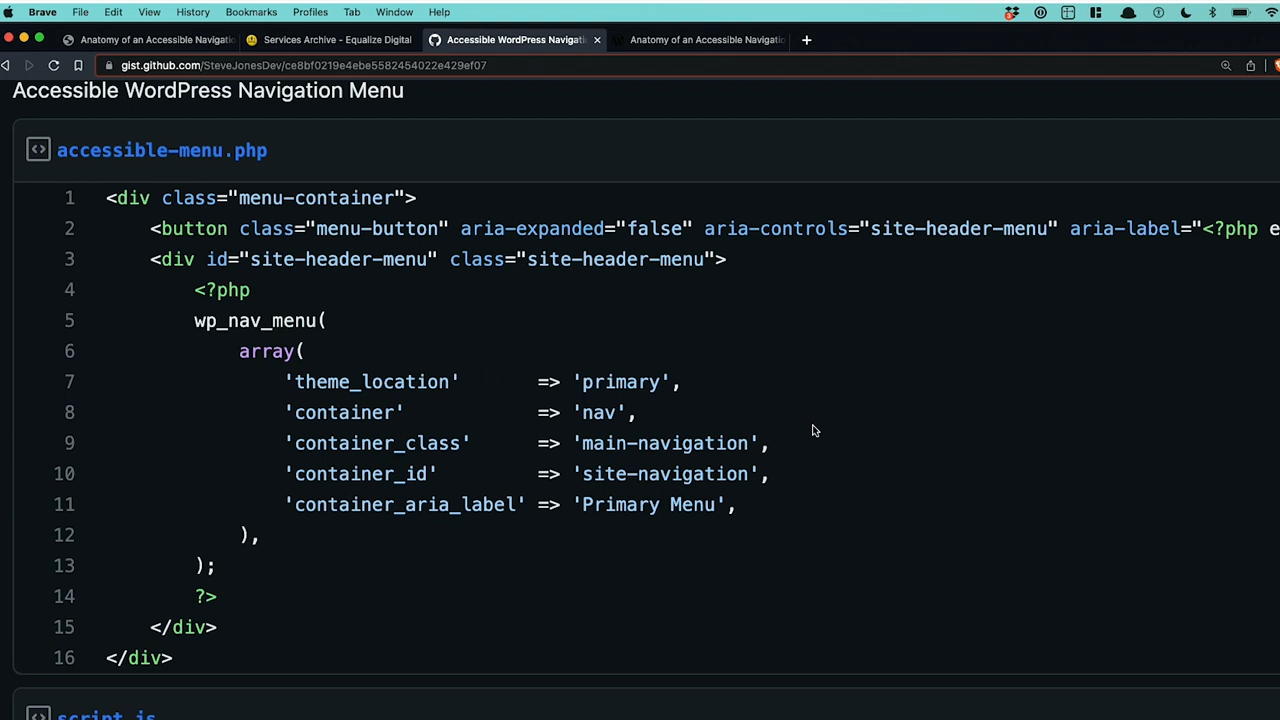 Brave File Edit View History Bookmarks Profiles Tab Window Help
Anatomy of an Accessible Navigatio
Services Archive - Equalize Digital
Accessible WordPress Navigati
Anatomy of an Accessible Navigatio
gist.github.com/SteveJonesDev/ce8bf0219e4ebe5582454022e429ef07
Accessible WordPress Navigation Menu
accessible-menu.php
1 <div class="menu-container">
2 <button class="menu-button" aria-expanded="false" aria-controls="site-header-menu" aria-label="<?php e
3 <div id="site-header-menu" class="site-header-menu">
4 <?php
5 wp_nav_menu(
6 array(
7 'theme_location' => 'primary',
8 'container' => 'nav',
9 'container_class' => 'main-navigation',
10 'container_id' => 'site-navigation',
11 'container_aria_label' => 'Primary Menu',
12 ),
13 );
14 ?>
15 </div>
16 </div>
script.js